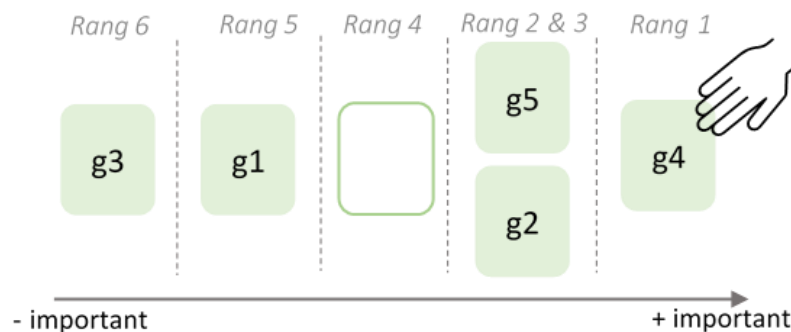 Rang 6 Rang 5 Rang 4 Rang 2 & 3 Rang 1
g5
g3 g1 g4
g2
- important + important